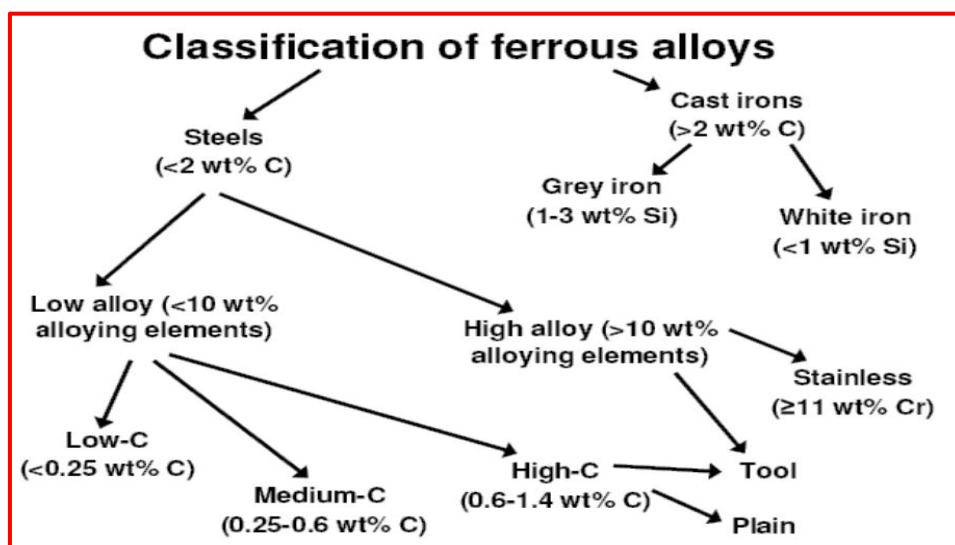 Classification of ferrous alloys
Steels
(<2 wt% C)
Cast irons
(>2 wt% C)
Grey iron
(1-3 wt% Si)
White iron
(<1 wt% Si)
Low alloy (<10 wt%
alloying elements)
High alloy (>10 wt%
alloying elements)
Stainless
(≥11 wt% Cr)
Low-C
(<0.25 wt% C)
Medium-C
(0.25-0.6 wt% C)
High-C
(0.6-1.4 wt% C)
Tool
Plain